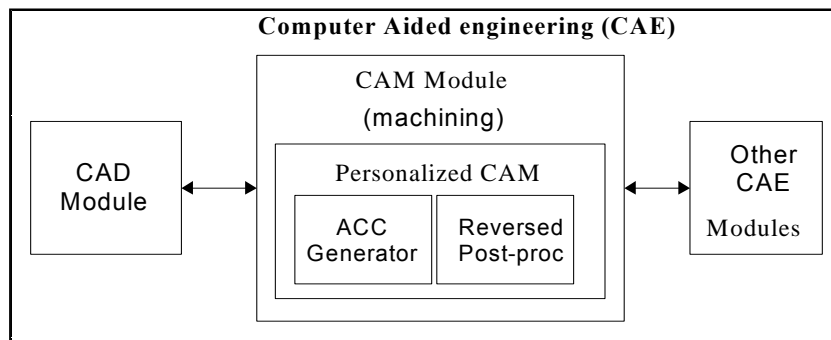 Computer Aided engineering (CAE)
CAM Module
(machining)
CAD
Module
Personalized CAM
ACC
Generator
Reversed
Post-proc
Other
CAE
Modules